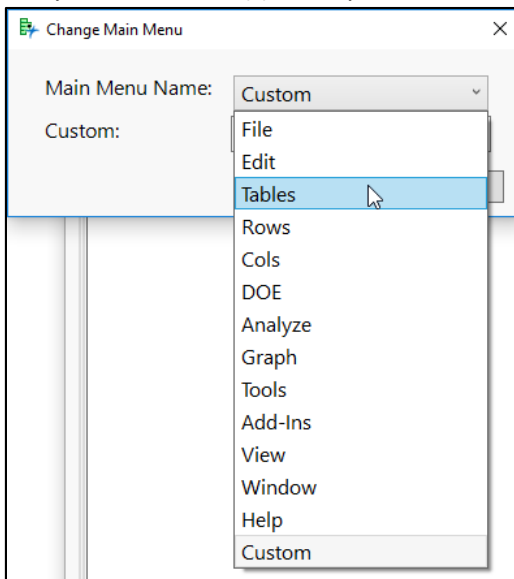 Change Main Menu
Main Menu Name: Custom
Custom:
File
Edit
Tables
Rows
Cols
DOE
Analyze
Graph
Tools
Add-Ins
View
Window
Help
Custom